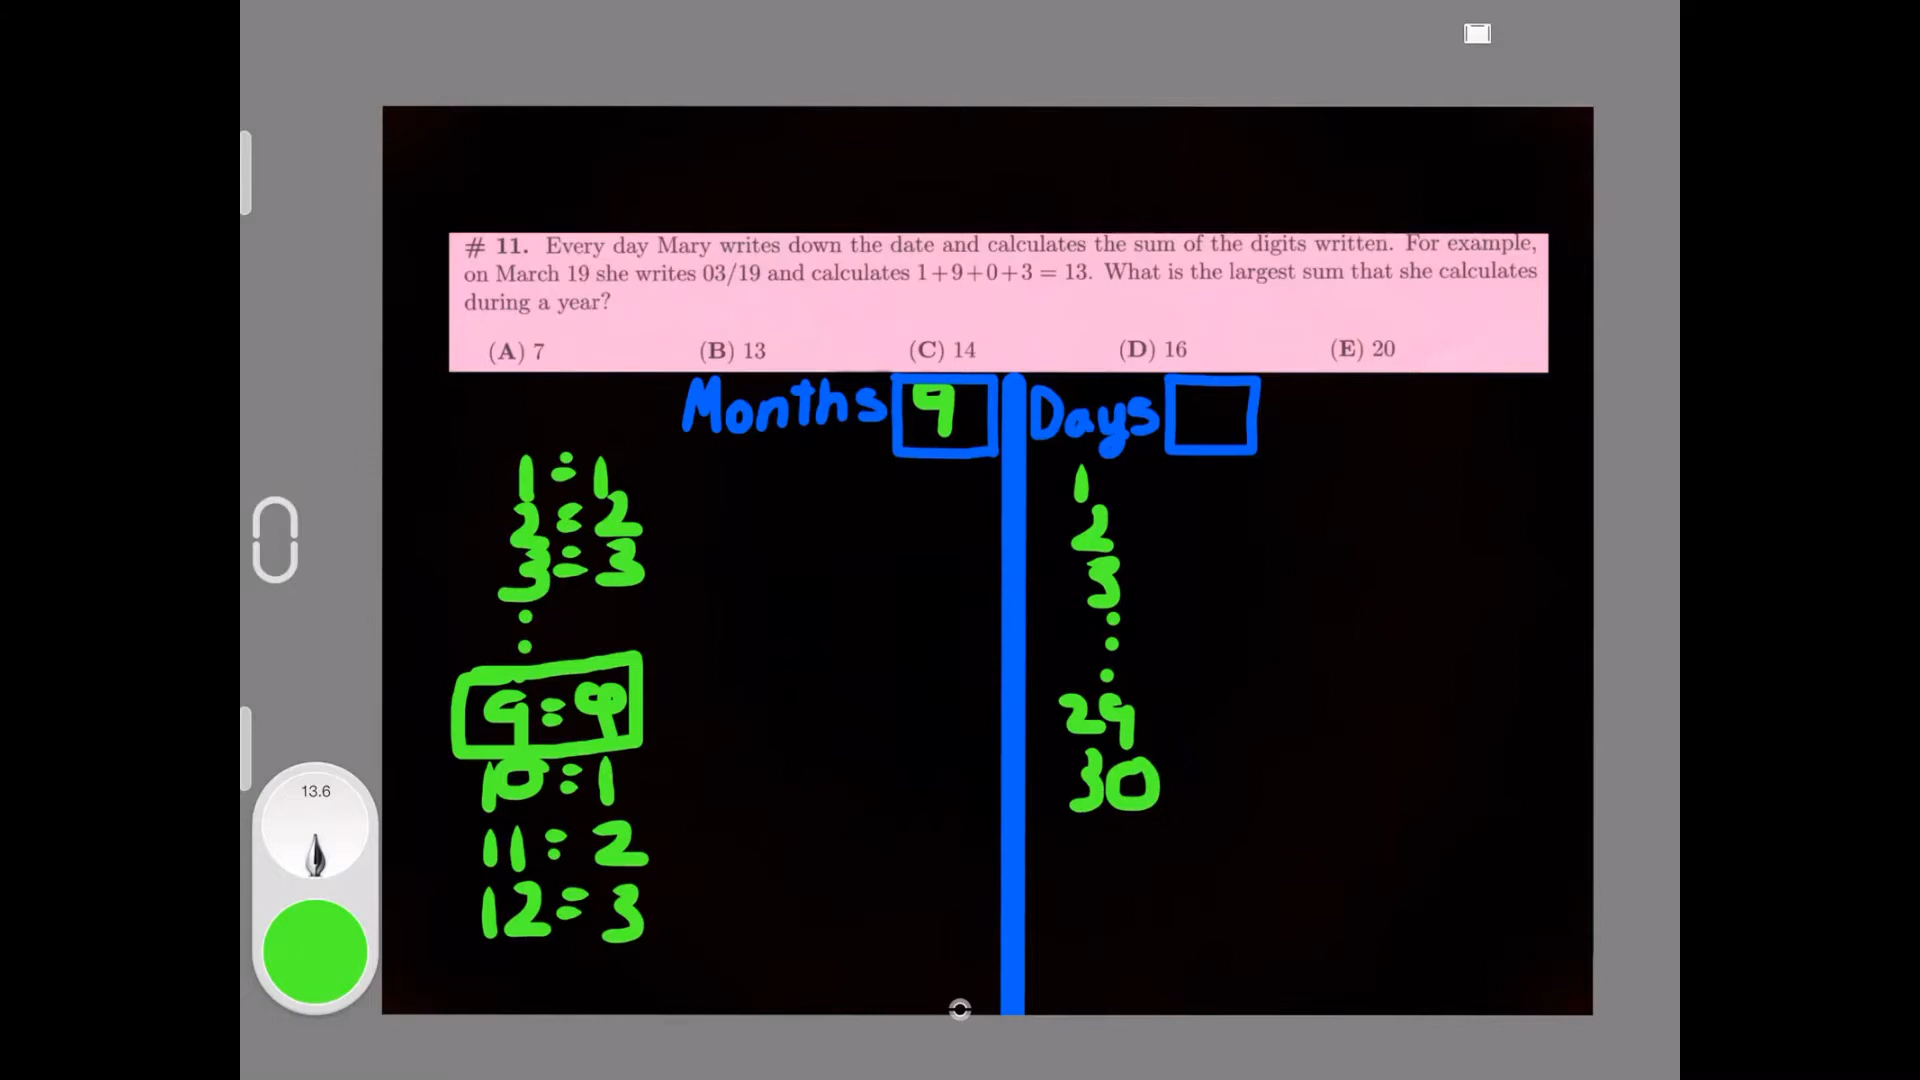 # 11. Every day Mary writes down the date and calculates the sum of the digits written. For example,
on March 19 she writes 03/19 and calculates 1+9+0+3 = 13. What is the largest sum that she calculates
during a year?
(A) 7 (B) 13 (C) 14 (D) 16 (E) 20
Months 9
1 : 1
2 : 2
3 : 3
9 : 9
10 : 1
11 : 2
12 : 3
Days
1
2
3
29
30
13.6